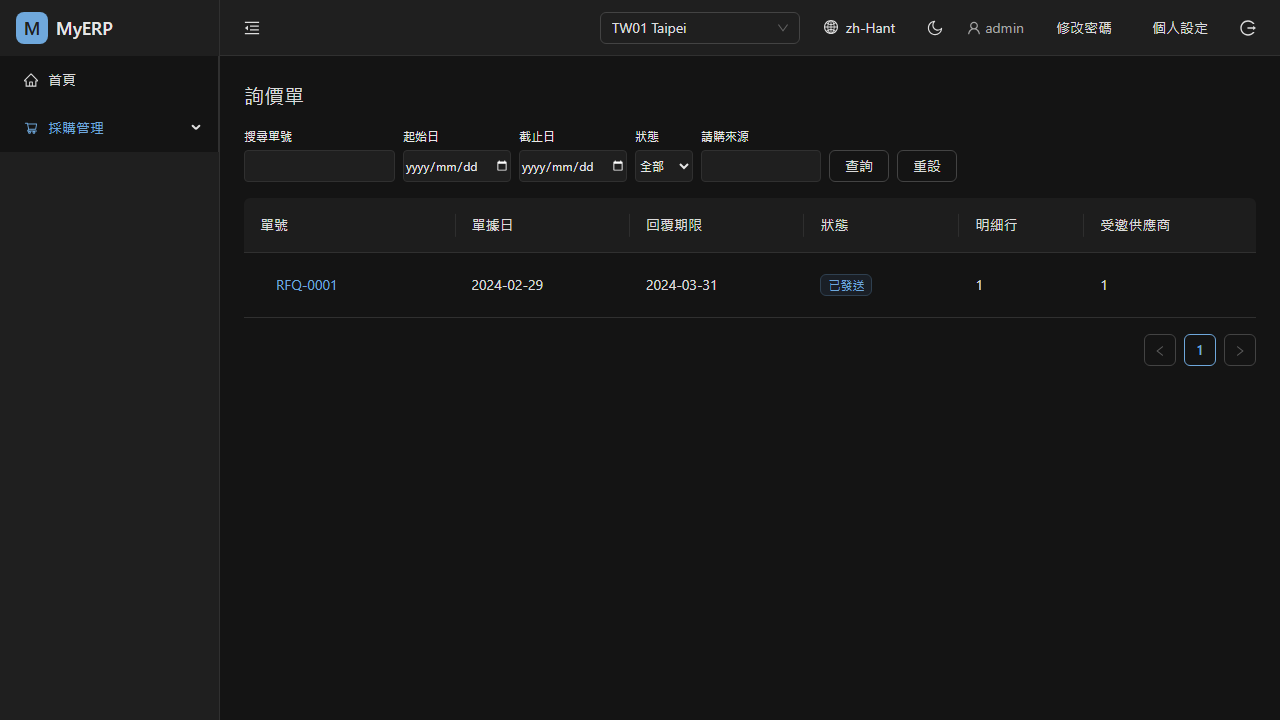 M MyERP
TW01 Taipei
zh-Hant
admin
修改密碼
個人設定
首頁
採購管理
詢價單
搜尋單號
起始日
截止日
狀態
請購來源
yyyy/mm/dd
yyyy/mm/dd
全部
查詢
重設
單號
單據日
回覆期限
狀態
明細行
受邀供應商
RFQ-0001
2024-02-29
2024-03-31
已發送
1
1
1